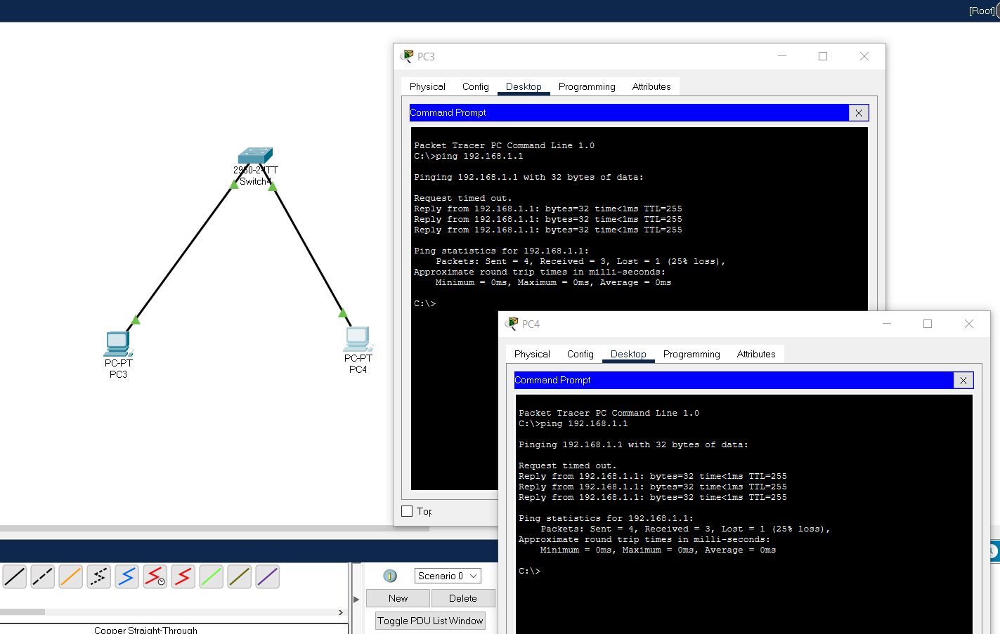 [Root]
2960-24TT
Switch4
PC-PT
PC3
PC-PT
PC4
PC3
Physical Config Desktop Programming Attributes
Command Prompt X
Packet Tracer PC Command Line 1.0
C:\>ping 192.168.1.1
Pinging 192.168.1.1 with 32 bytes of data:
Request timed out.
Reply from 192.168.1.1: bytes=32 time<1ms TTL=255
Reply from 192.168.1.1: bytes=32 time<1ms TTL=255
Reply from 192.168.1.1: bytes=32 time<1ms TTL=255
Ping statistics for 192.168.1.1:
Packets: Sent = 4, Received = 3, Lost = 1 (25% loss),
Approximate round trip times in milli-seconds:
Minimum = 0ms, Maximum = 0ms, Average = 0ms
C:\>
Top
PC4
Physical Config Desktop Programming Attributes
Command Prompt X
Packet Tracer PC Command Line 1.0
C:\>ping 192.168.1.1
Pinging 192.168.1.1 with 32 bytes of data:
Request timed out.
Reply from 192.168.1.1: bytes=32 time<1ms TTL=255
Reply from 192.168.1.1: bytes=32 time<1ms TTL=255
Reply from 192.168.1.1: bytes=32 time<1ms TTL=255
Ping statistics for 192.168.1.1:
Packets: Sent = 4, Received = 3, Lost = 1 (25% loss),
Approximate round trip times in milli-seconds:
Minimum = 0ms, Maximum = 0ms, Average = 0ms
C:\>
1 Scenario 0
New Delete
Toggle PDU List Window
Copper Straight-Through